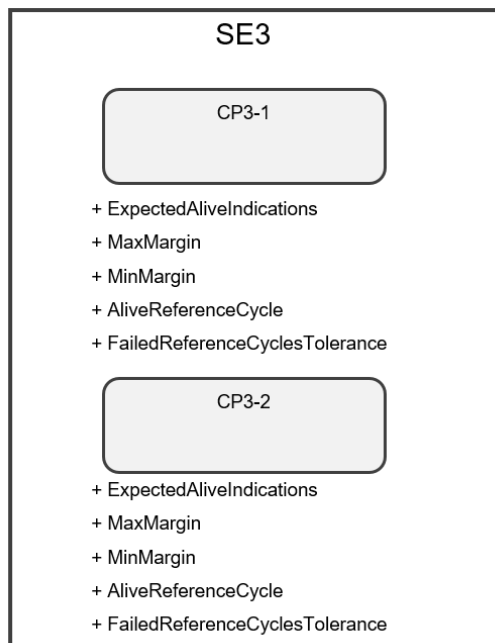 SE3
CP3-1
+ ExpectedAliveIndications
+ MaxMargin
+ MinMargin
+ AliveReferenceCycle
+ FailedReferenceCyclesTolerance
CP3-2
+ ExpectedAliveIndications
+ MaxMargin
+ MinMargin
+ AliveReferenceCycle
+ FailedReferenceCyclesTolerance